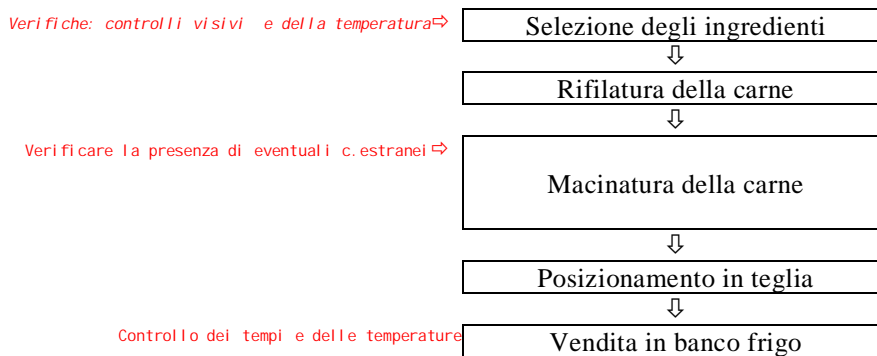 Verifiche: controlli visivi e della temperatura⇨ Selezione degli ingredienti
⇩
Rifilatura della carne
⇩
Verificare la presenza di eventuali c.estranei⇨ Macinatura della carne
⇩
Posizionamento in teglia
⇩
Controllo dei tempi e delle temperature Vendita in banco frigo